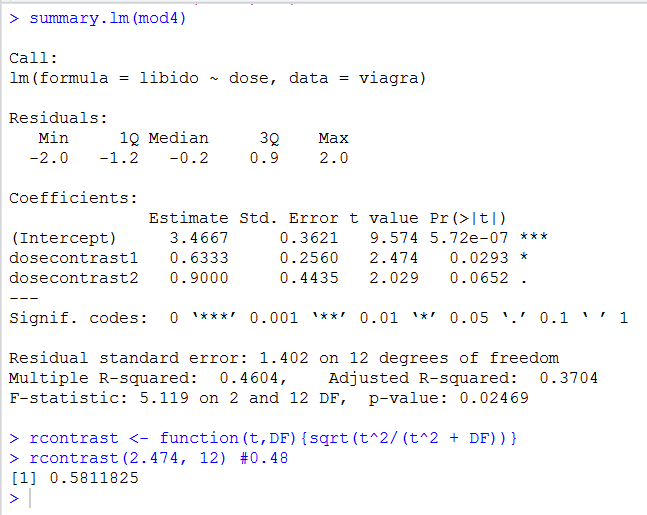 > summary.lm(mod4)
Call:
lm(formula = libido ~ dose, data = viagra)
Residuals:
   Min     1Q Median     3Q    Max
  -2.0   -1.2   -0.2    0.9    2.0
Coefficients:
              Estimate Std. Error t value Pr(>|t|)
(Intercept)     3.4667     0.3621   9.574 5.72e-07 ***
dosecontrast1   0.6333     0.2560   2.474   0.0293 *
dosecontrast2   0.9000     0.4435   2.029   0.0652 .
---
Signif. codes:  0 ‘***’ 0.001 ‘**’ 0.01 ‘*’ 0.05 ‘.’ 0.1 ‘ ’ 1
Residual standard error: 1.402 on 12 degrees of freedom
Multiple R-squared:  0.4604,    Adjusted R-squared:  0.3704
F-statistic: 5.119 on 2 and 12 DF,  p-value: 0.02469
> rcontrast <- function(t,DF){sqrt(t^2/(t^2 + DF))}
> rcontrast(2.474, 12) #0.48
[1] 0.5811825
>